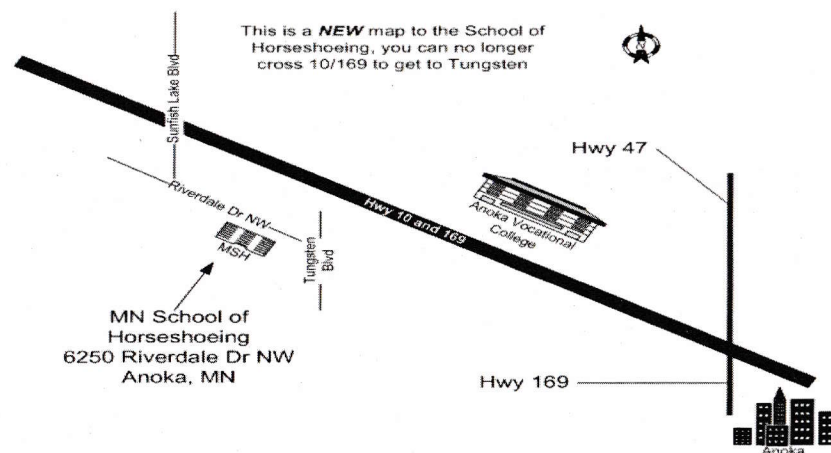 This is a NEW map to the School of
Horseshoeing, you can no longer
cross 10/169 to get to Tungsten
Sunfish Lake Blvd
Hwy 47
Riverdale Dr NW
Hwy 10 and 169
Anoka Vocational
College
MSH
Tungsten
Blvd
MN School of
Horseshoeing
6250 Riverdale Dr NW
Anoka, MN
Hwy 169
Anoka